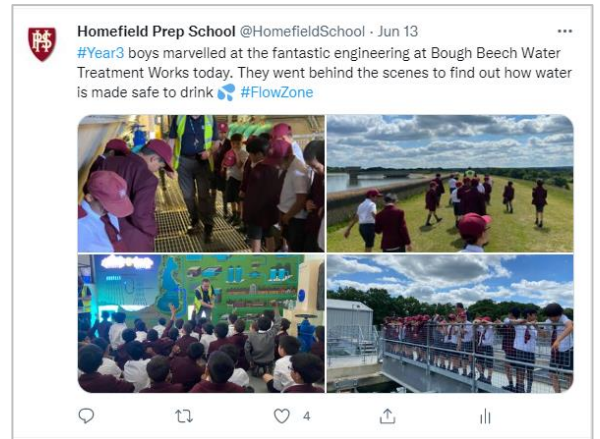 Homefield Prep School @HomefieldSchool · Jun 13
#Year3 boys marvelled at the fantastic engineering at Bough Beech Water
Treatment Works today. They went behind the scenes to find out how water
is made safe to drink 💦 #FlowZone
4